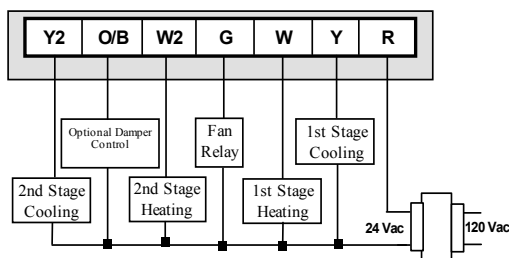 Y2 O/B W2 G W Y R
Optional Damper
Control
Fan
Relay
1st Stage
Cooling
2nd Stage
Cooling
2nd Stage
Heating
1st Stage
Heating
24 Vac
120 Vac